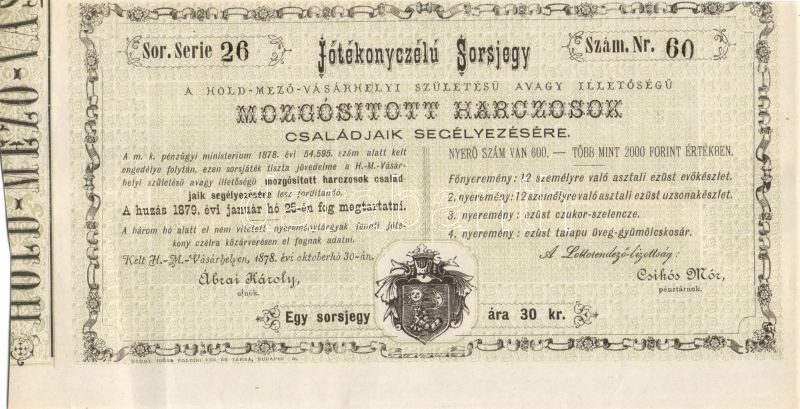 HOLD-MEZŐ-VÁS
Sor. Serie 26
Jótékonyczélú Sorsjegy
Szám. Nr. 60
A HOLD-MEZŐ-VÁSÁRHELYI SZÜLETÉSŰ AVAGY ILLETŐSÉGŰ
MOZGÓSITOTT HARCZOSOK
CSALÁDJAIK SEGÉLYEZÉSÉRE.
A m. k. pénzügyi ministerium 1878. évi 54,595. szám alatt kelt
engedélye folytán, ezen sorsjáték tiszta jövedelme a H.-M.-Vásár-
helyi születésű avagy illetőségű mozgósitott harczosok család-
jaik segélyezésére lesz forditandó.
A huzás 1879. évi január hó 25-én fog megtartatni.
A három hó alatt el nem vitetett nyereménytárgyak fenntt jóté-
kony czélra közárverésen el fognak adatni.
Kelt H.-M.-Vásárhelyen, 1878. évi oktoberhó 30-án.
Ábrai Károly,
elnök.
NYERŐ SZÁM VAN 600. — TÖBB MINT 2000 FORINT ÉRTÉKBEN.
Főnyeremény: 12 személyre való asztali ezüst evőkészlet.
2. nyeremény: 12 személyre való asztali ezüst uzsonakészlet.
3. nyeremény: ezüst czukor-szelencze.
4. nyeremény: ezüst talapu üveg-gyümölcskosár.
A Lottorendező-bizottság:
Csikós Mór,
pénztárnok.
Egy sorsjegy ára 30 kr.